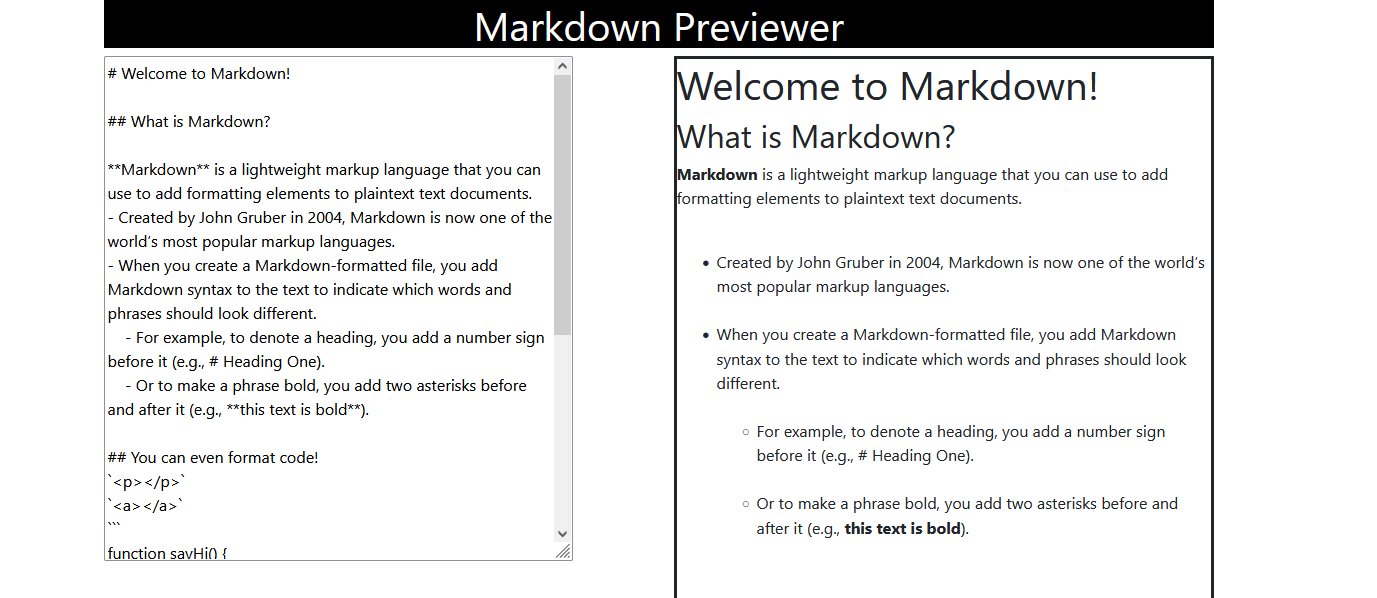 Markdown Previewer
# Welcome to Markdown!
## What is Markdown?
**Markdown** is a lightweight markup language that you can
use to add formatting elements to plaintext text documents.
- Created by John Gruber in 2004, Markdown is now one of the
world’s most popular markup languages.
- When you create a Markdown-formatted file, you add
Markdown syntax to the text to indicate which words and
phrases should look different.
- For example, to denote a heading, you add a number sign
before it (e.g., # Heading One).
- Or to make a phrase bold, you add two asterisks before
and after it (e.g., **this text is bold**).
## You can even format code!
`<p></p>`
`<a></a>`
```
function sayHi() {
Welcome to Markdown!
What is Markdown?
Markdown is a lightweight markup language that you can use to add
formatting elements to plaintext text documents.
• Created by John Gruber in 2004, Markdown is now one of the world’s
most popular markup languages.
• When you create a Markdown-formatted file, you add Markdown
syntax to the text to indicate which words and phrases should look
different.
○ For example, to denote a heading, you add a number sign
before it (e.g., # Heading One).
○ Or to make a phrase bold, you add two asterisks before and
after it (e.g., this text is bold).